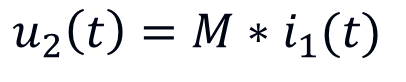 u₂(t) = M * i₁(t)